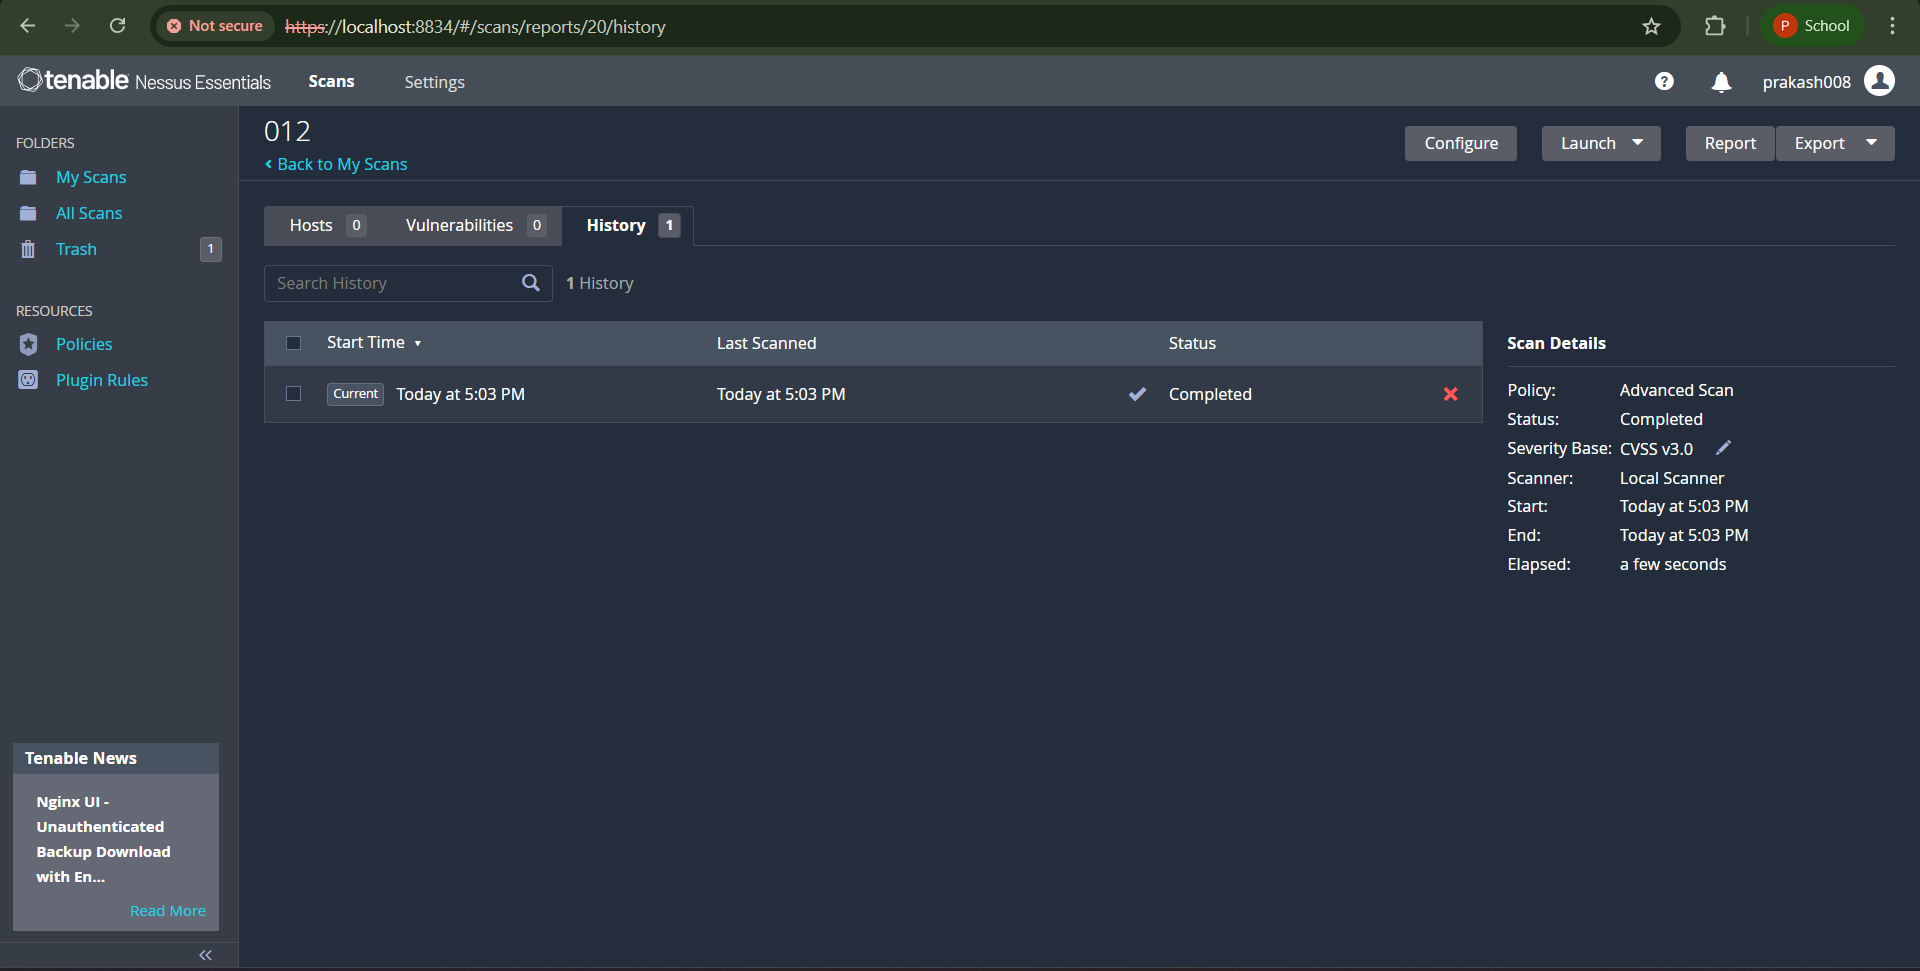 Not secure https://localhost:8834/#/scans/reports/20/history P School
tenable Nessus Essentials Scans Settings ? prakash008
FOLDERS
My Scans
All Scans
Trash 1
RESOURCES
Policies
Plugin Rules
Tenable News
Nginx UI -
Unauthenticated
Backup Download
with En...
Read More
«
012
Back to My Scans
Configure Launch Report Export
Hosts 0 Vulnerabilities 0 History 1
Search History 1 History
Start Time Last Scanned Status
Current Today at 5:03 PM Today at 5:03 PM Completed
Scan Details
Policy: Advanced Scan
Status: Completed
Severity Base: CVSS v3.0
Scanner: Local Scanner
Start: Today at 5:03 PM
End: Today at 5:03 PM
Elapsed: a few seconds